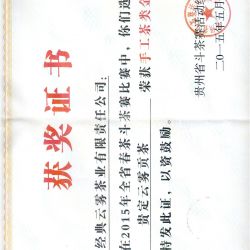 获奖证书
经典云雾茶业有限责任公司:
在2015年全省春茶斗茶赛比赛中,你们选
贵定云雾贡茶 荣获手工茶类金
特发此证,以资鼓励。
贵州省斗茶赛活动组
二〇一五年五月